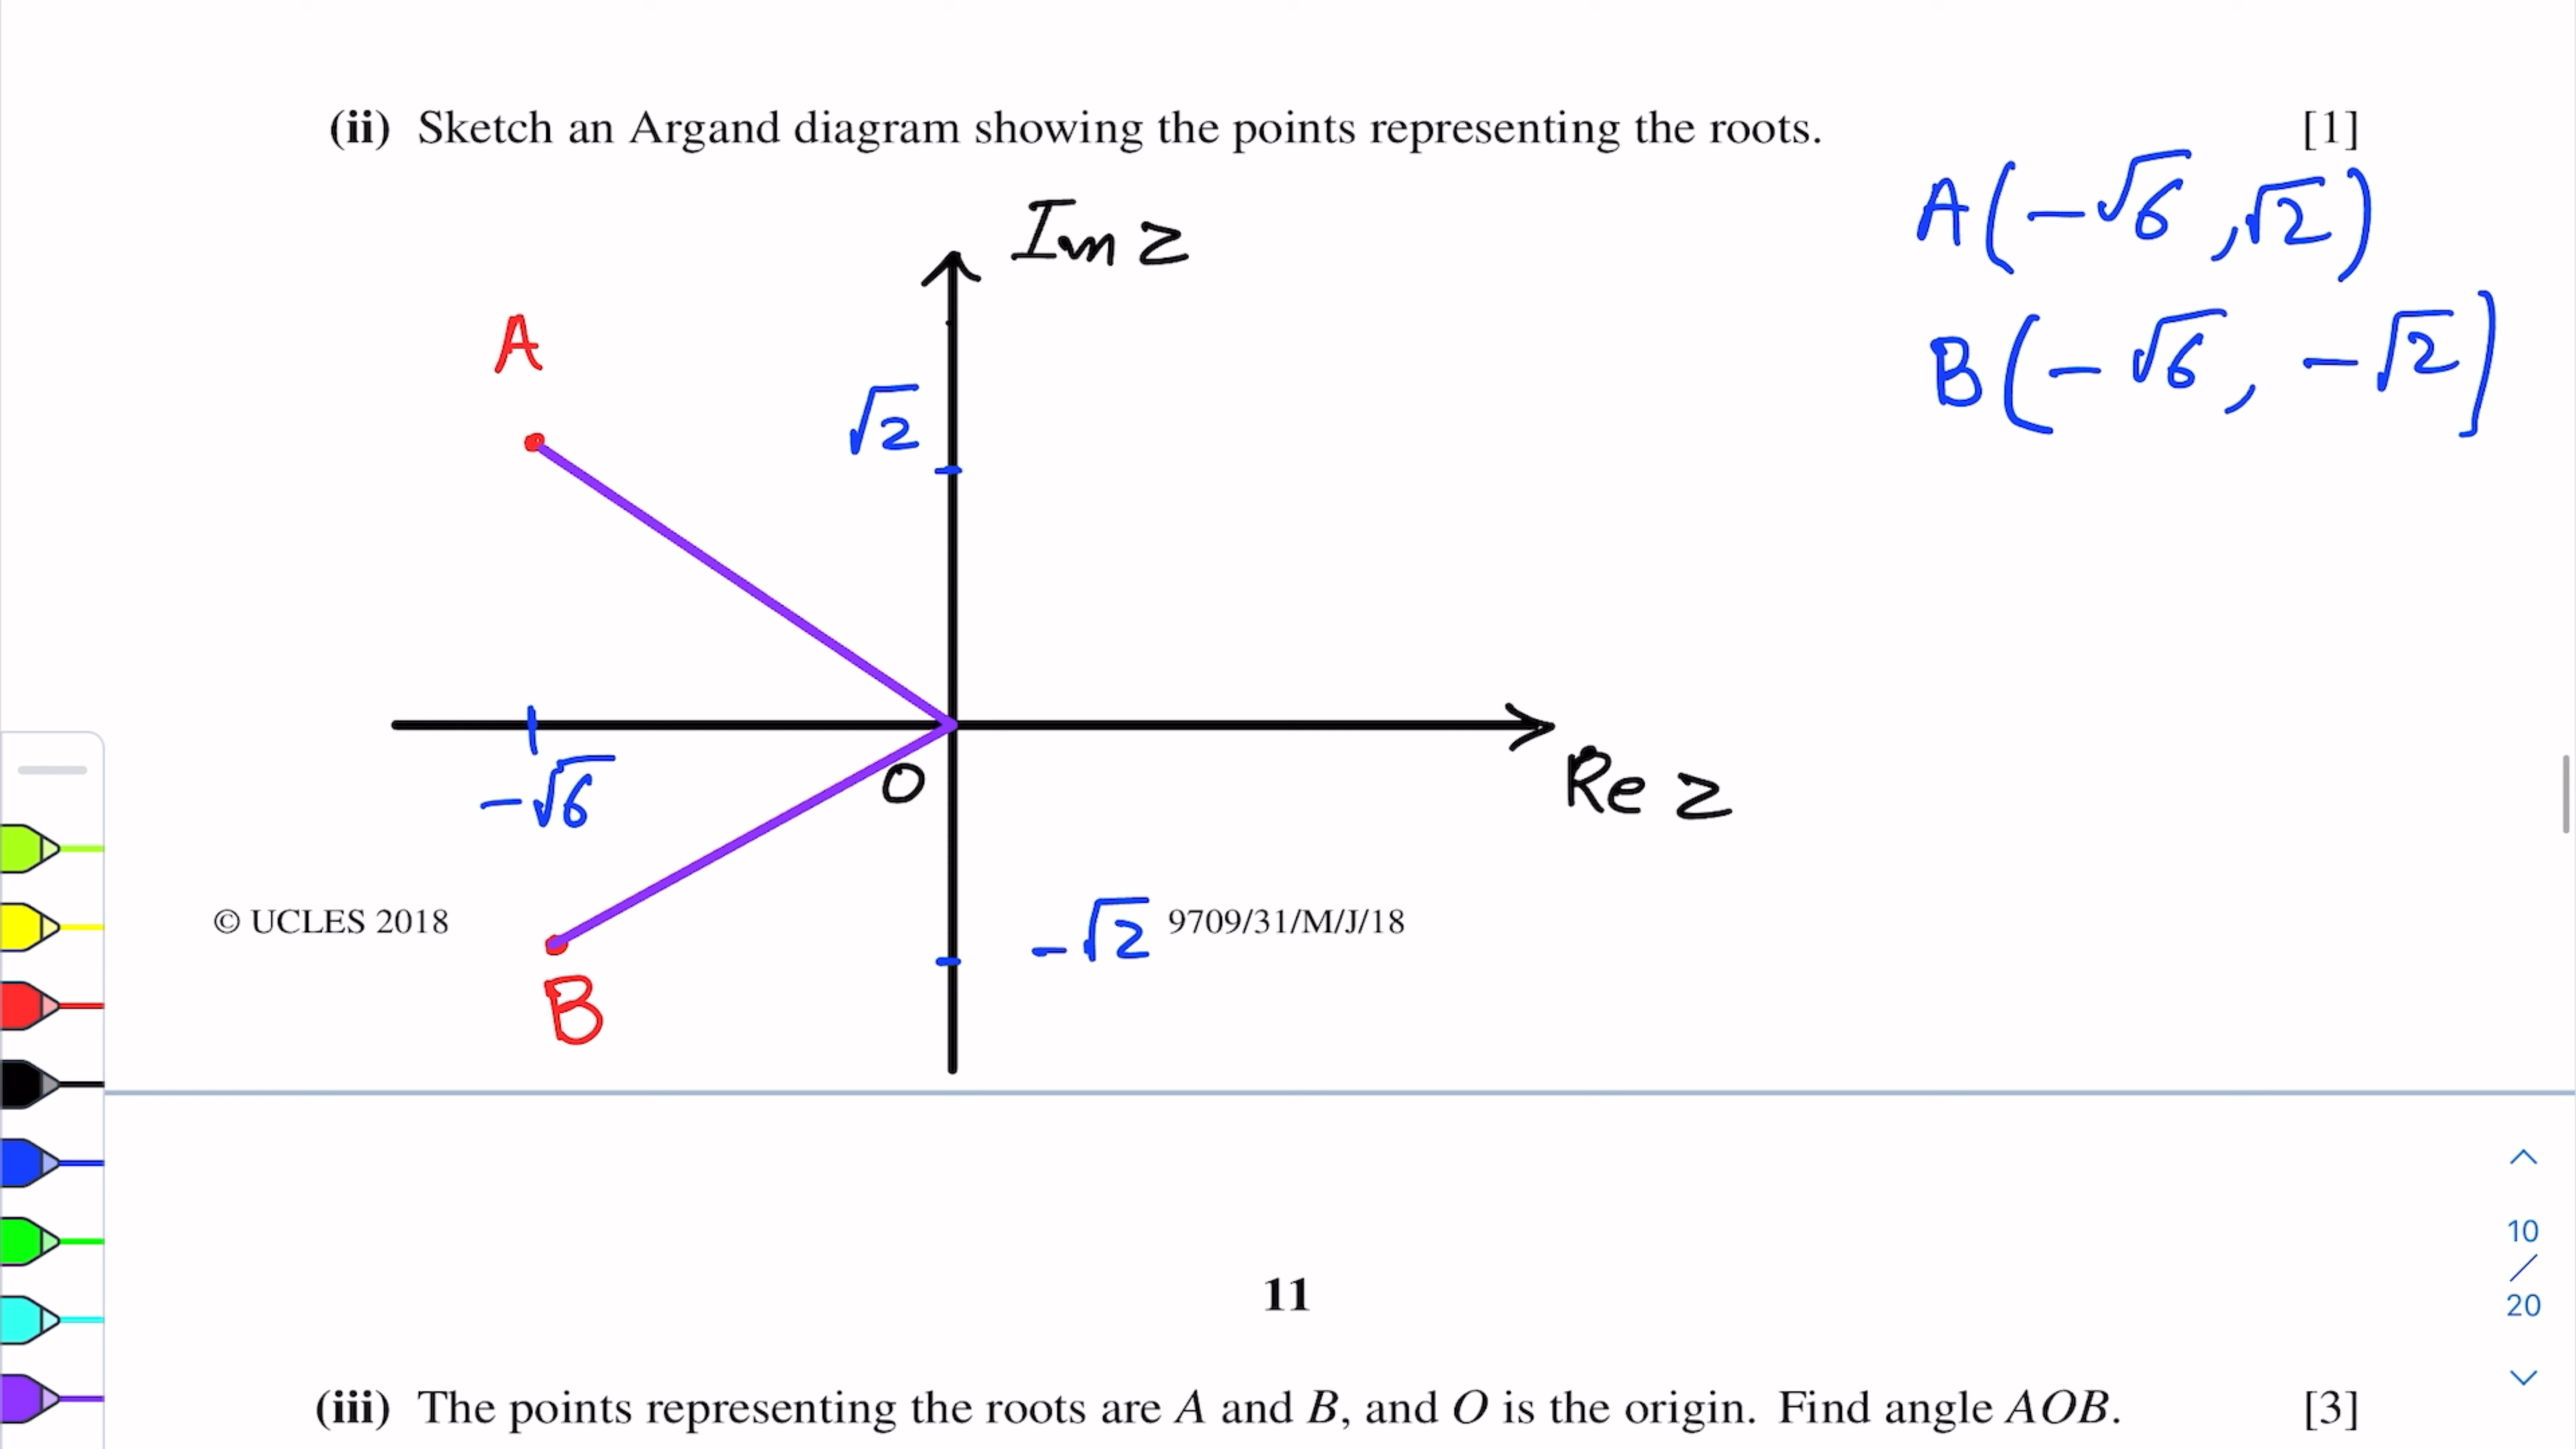 (ii) Sketch an Argand diagram showing the points representing the roots. [1]
A(-√6, √2)
Im z
B(-√6, -√2)
A
√2
O
-√6
Re z
© UCLES 2018
-√2
9709/31/M/J/18
B
10
/
20
11
(iii) The points representing the roots are A and B, and O is the origin. Find angle AOB. [3]